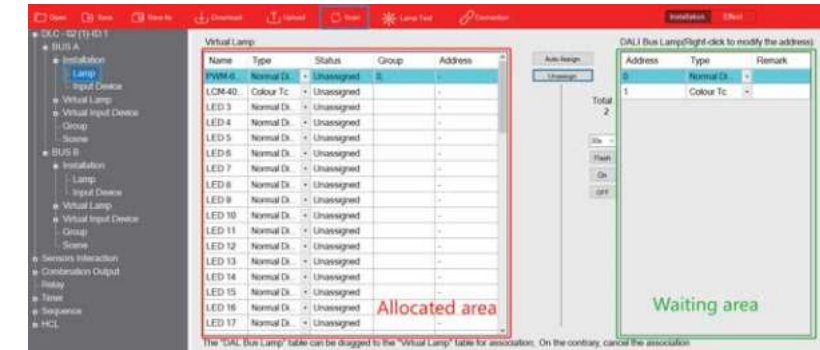 Open Save Save As Download Upload Scan Lamp Test Connection Installation Effect
DLC - 02 (1)-ID:1
BUS A
Installation
Lamp
Input Device
Virtual Lamp
Virtual Input Device
Group
Scene
BUS B
Installation
Lamp
Input Device
Virtual Lamp
Virtual Input Device
Group
Scene
Sensors Interaction
Combination Output
Relay
Timer
Sequence
HCL
Virtual Lamp:
Name Type Status Group Address
PWM-6.. Normal Di.. Unassigned 0, -
LCM-40.. Colour Tc Unassigned -
LED 3 Normal Di.. Unassigned -
LED 4 Normal Di.. Unassigned -
LED 5 Normal Di.. Unassigned -
LED 6 Normal Di.. Unassigned -
LED 7 Normal Di.. Unassigned -
LED 8 Normal Di.. Unassigned -
LED 9 Normal Di.. Unassigned -
LED 10 Normal Di.. Unassigned -
LED 11 Normal Di.. Unassigned -
LED 12 Normal Di.. Unassigned -
LED 13 Normal Di.. Unassigned -
LED 14 Normal Di.. Unassigned -
LED 15 Normal Di.. Unassigned -
LED 16 Normal Di.. Unassigned
LED 17 Normal Di.. Unassigned
Allocated area
Auto Assign
Unassign
Total
2
Flash
On
OFF
DALI Bus Lamp(Right-click to modify the address)
Address Type Remark
0 Normal Di..
1 Colour Tc
Waiting area
The "DAL Bus Lamp" table can be dragged to the "Virtual Lamp" table for association, On the contrary, cancel the association